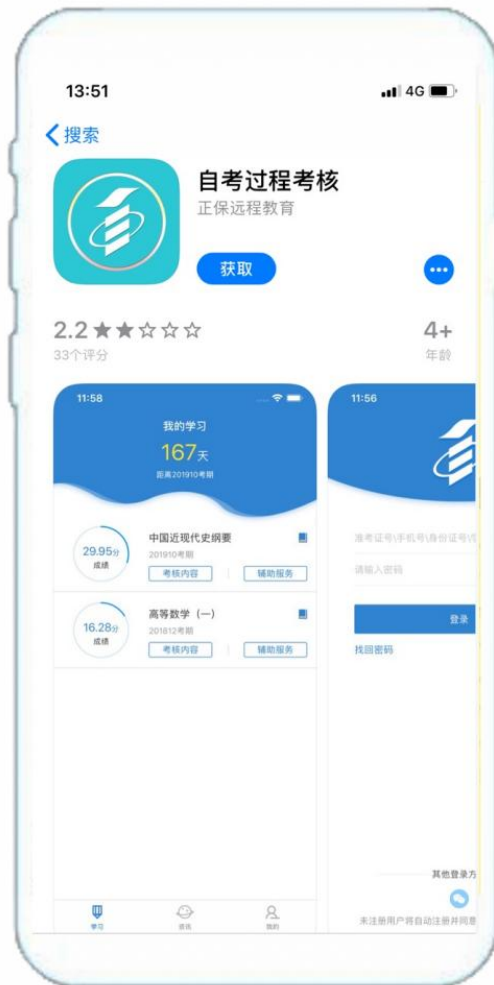 13:51
4G
搜索
自考过程考核
正保远程教育
获取
2.2
33个评分
4+
年龄
11:58
我的学习
167天
距离201910考期
29.95分
成绩
中国近现代史纲要
201910考期
考核内容
辅助服务
16.28分
成绩
高等数学（一）
201812考期
考核内容
辅助服务
学习
资讯
我的
11:56
准考证号\手机号\身份证号\
请输入密码
登录
找回密码
其他登录方
未注册用户将自动注册并同意